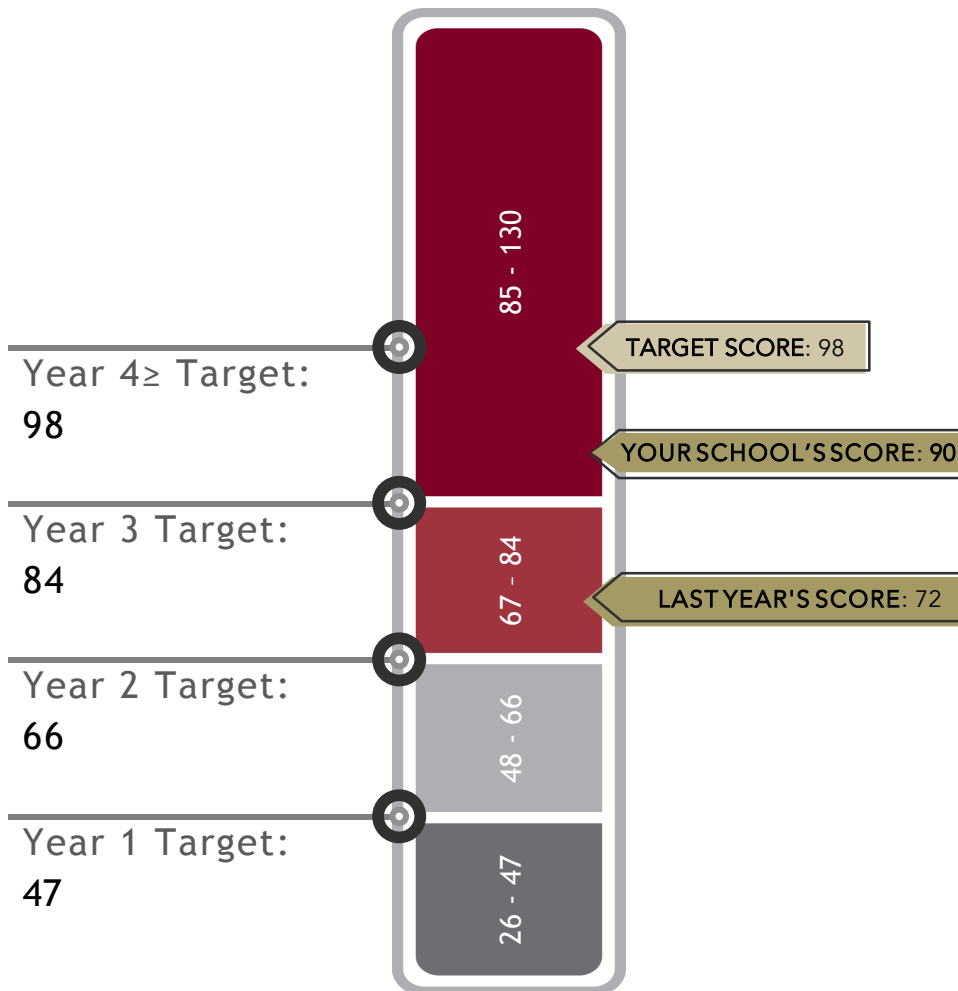 85 - 130
TARGET SCORE: 98
Year 4≥ Target:
98
YOUR SCHOOL'S SCORE: 90
Year 3 Target:
84
67 - 84
LAST YEAR'S SCORE: 72
Year 2 Target:
66
48 - 66
Year 1 Target:
47
26 - 47